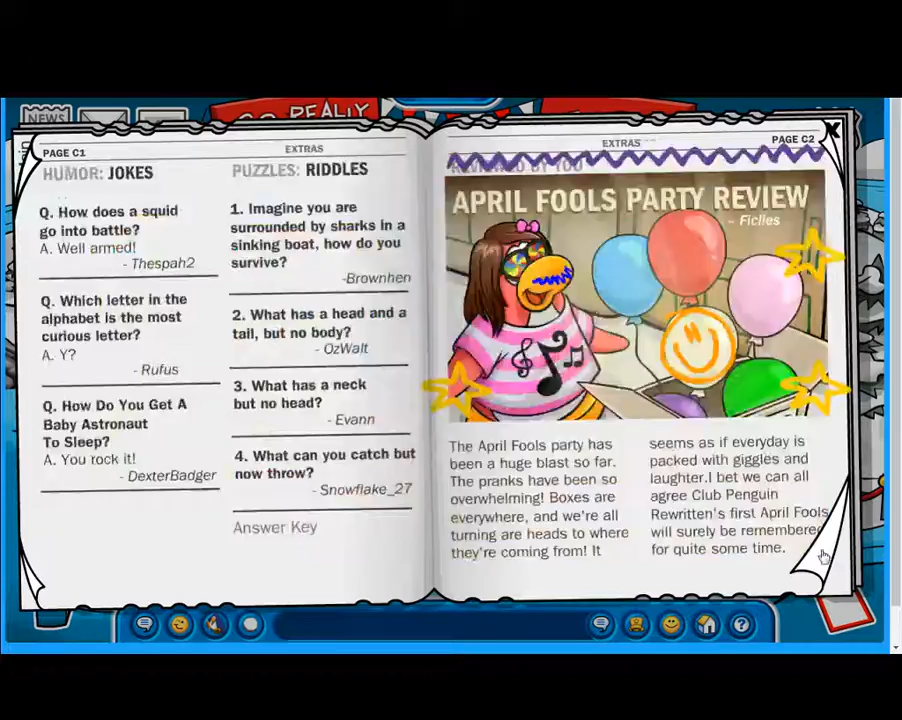 NEWS
GO REALLY
PAGE C1
EXTRAS
HUMOR: JOKES
Q. How does a squid
go into battle?
A. Well armed!
- Thespah2
Q. Which letter in the
alphabet is the most
curious letter?
A. Y?
- Rufus
Q. How Do You Get A
Baby Astronaut
To Sleep?
A. You rock it!
- DexterBadger
PUZZLES: RIDDLES
1. Imagine you are
surrounded by sharks in a
sinking boat, how do you
survive?
-Brownhen
2. What has a head and a
tail, but no body?
- OzWalt
3. What has a neck
but no head?
- Evann
4. What can you catch but
now throw?
- Snowflake_27
Answer Key
EXTRAS
PAGE C2
BY YOU
APRIL FOOLS PARTY REVIEW
- Ficlles
The April Fools party has
been a huge blast so far.
The pranks have been so
overwhelming! Boxes are
everywhere, and we're all
turning are heads to where
they're coming from! It
seems as if everyday is
packed with giggles and
laughter.I bet we can all
agree Club Penguin
Rewritten's first April Fools
will surely be remembere
for quite some time.
?